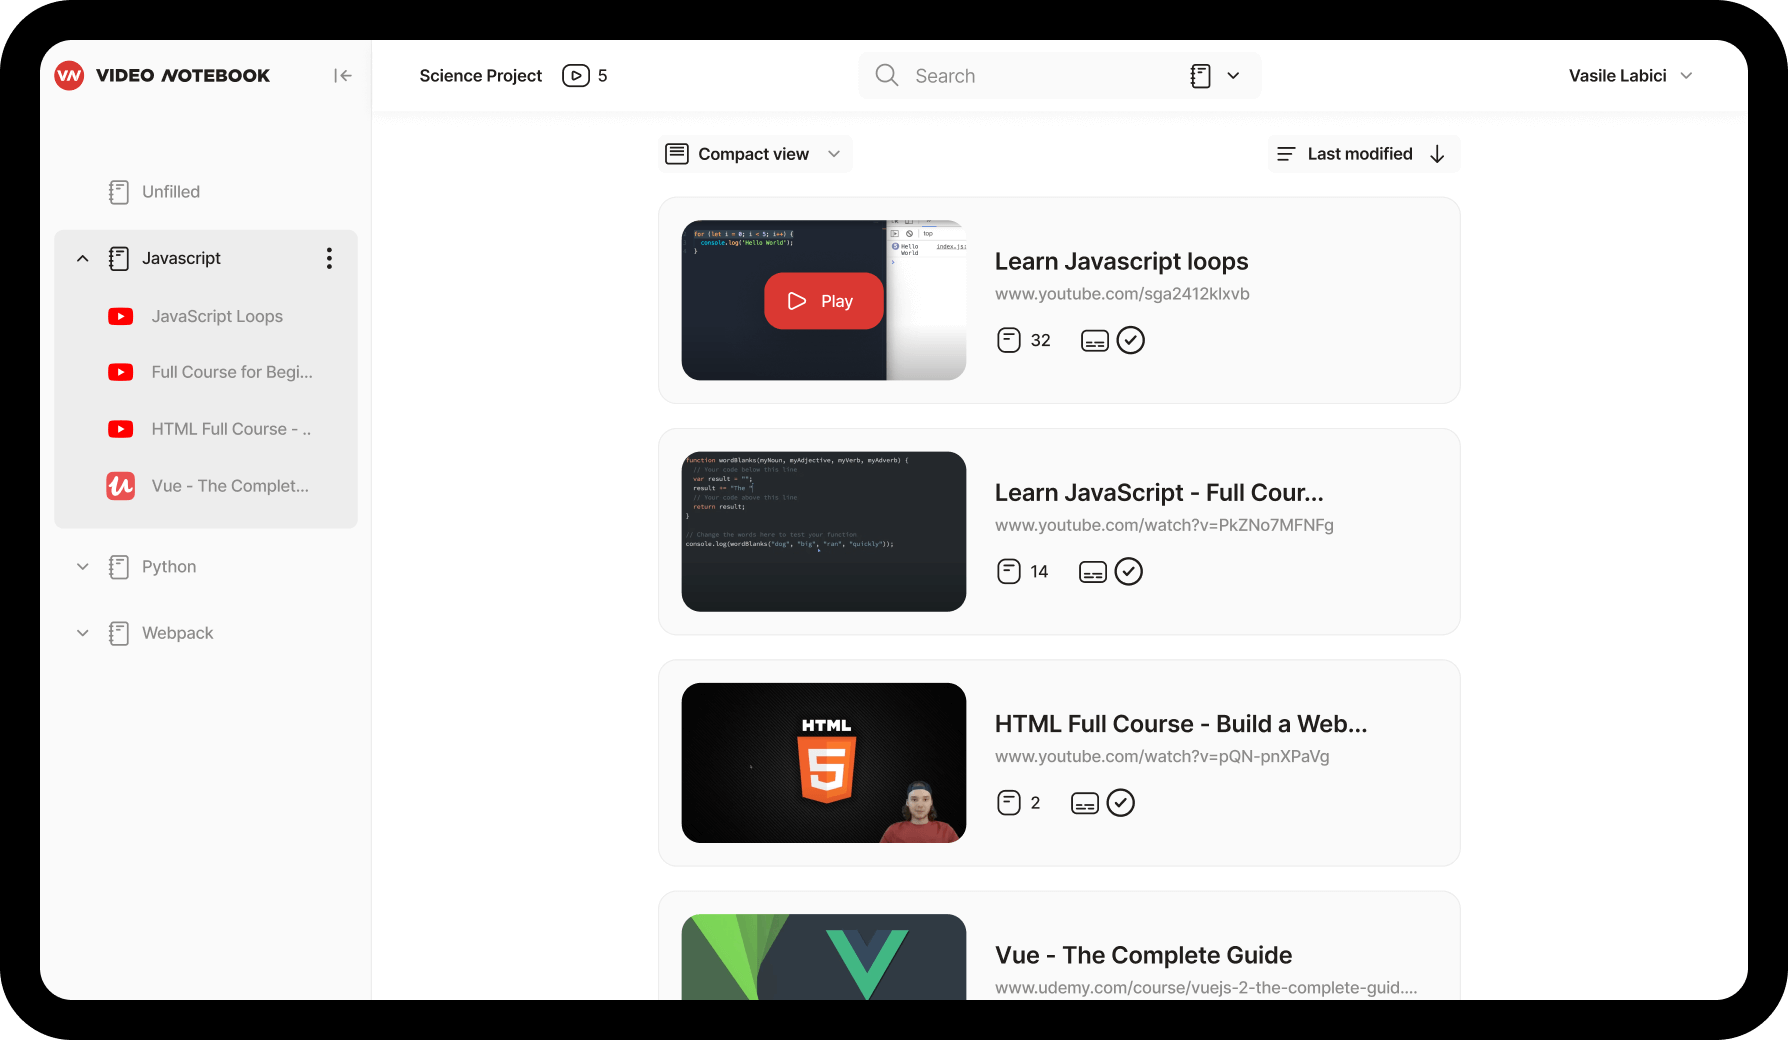 VIDEO NOTEBOOK
Science Project 5
Search
Vasile Labici
Unfilled
Javascript
JavaScript Loops
Full Course for Begi...
HTML Full Course - ..
Vue - The Complet...
Python
Webpack
Compact view
Last modified
for (let i = 0; i < 5; i++) {
console.log('Hello World');
}
top
Hello World
index.js:
Play
Learn Javascript loops
www.youtube.com/sga2412klxvb
32
function wordBlanks(myNoun, myAdjective, myVerb, myAdverb) {
// Your code below this line
var result = "";
result += "The "
// Your code above this line
return result;
}
// Change the words here to test your function
console.log(wordBlanks("dog", "big", "ran", "quickly"));
Learn JavaScript - Full Cour...
www.youtube.com/watch?v=PkZNo7MFNFg
14
HTML
5
HTML Full Course - Build a Web...
www.youtube.com/watch?v=pQN-pnXPaVg
2
Vue - The Complete Guide
www.udemy.com/course/vuejs-2-the-complete-guid....